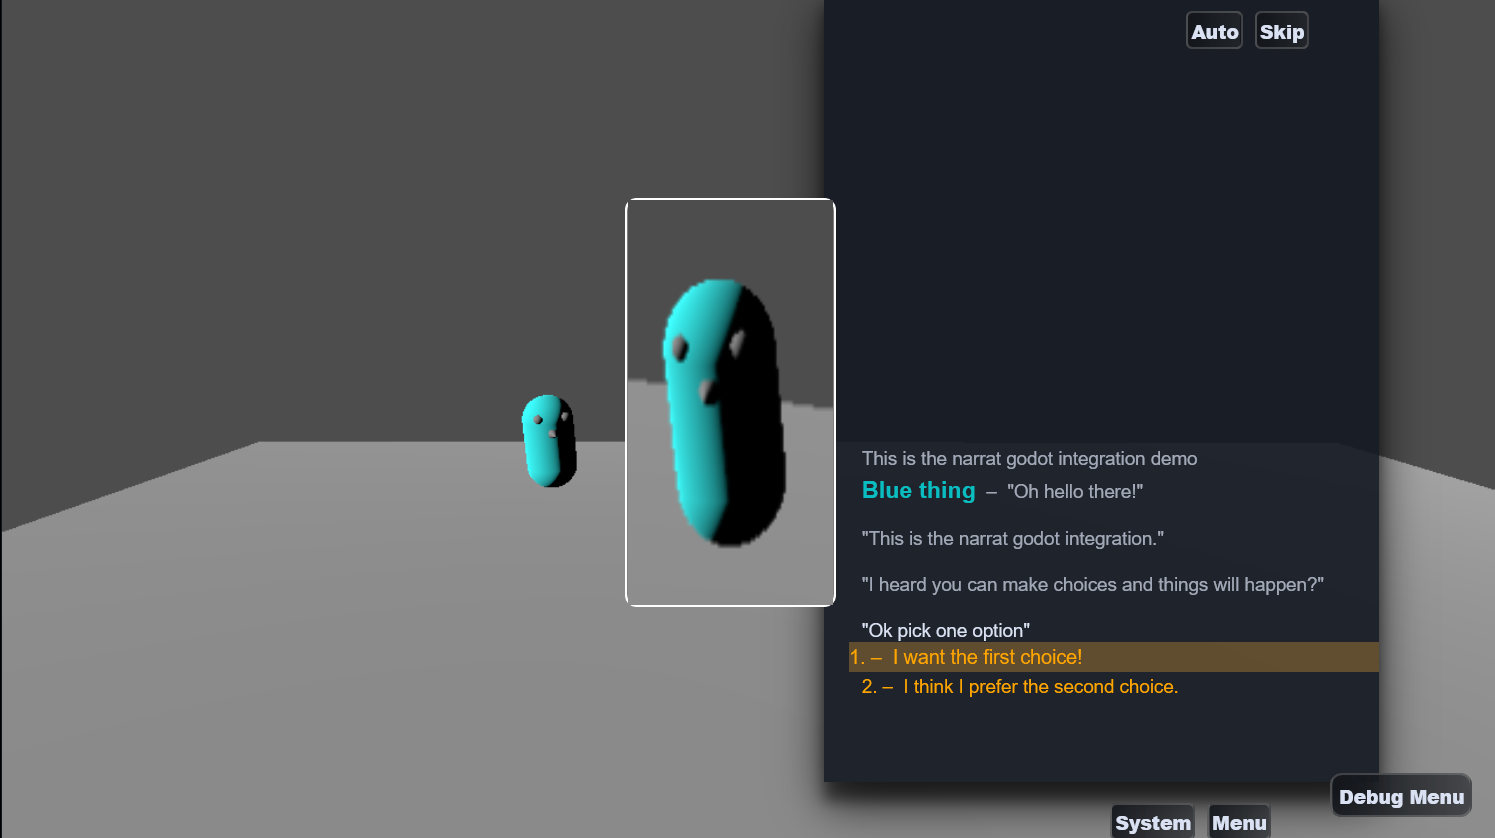 Auto Skip
This is the narrat godot integration demo
Blue thing – "Oh hello there!"
"This is the narrat godot integration."
"I heard you can make choices and things will happen?"
"Ok pick one option"
1. – I want the first choice!
2. – I think I prefer the second choice.
Debug Menu
System Menu